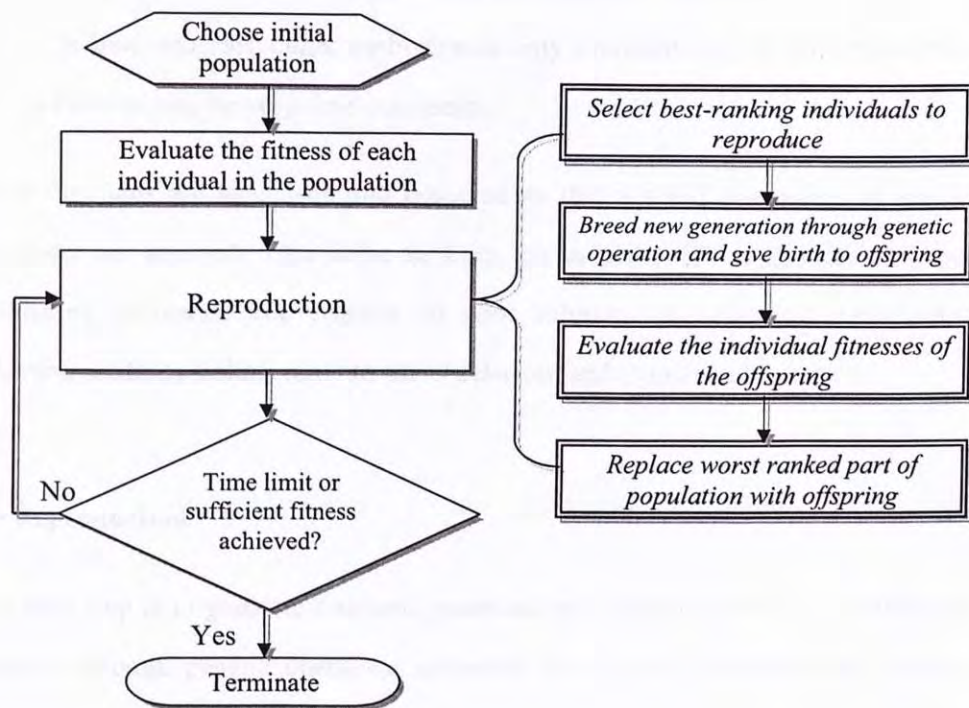 Choose initial
population
Evaluate the fitness of each
individual in the population
Reproduction
Time limit or
sufficient fitness
achieved?
No
Yes
Terminate
Select best-ranking individuals to
reproduce
Breed new generation through genetic
operation and give birth to offspring
Evaluate the individual fitnesses of
the offspring
Replace worst ranked part of
population with offspring